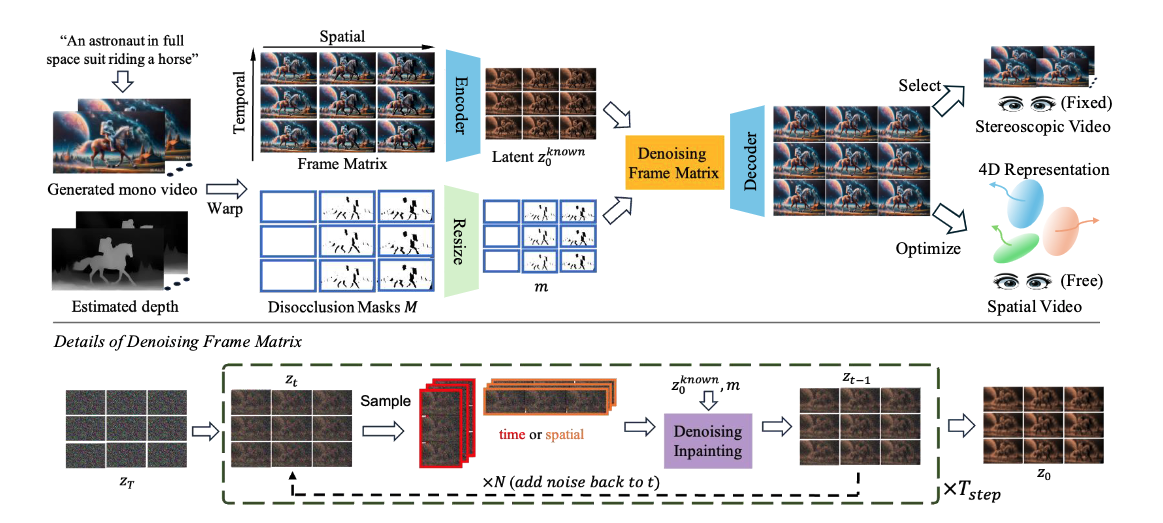 “An astronaut in full
space suit riding a horse”
Generated mono video
Estimated depth
Warp
Spatial
Temporal
Frame Matrix
Disocclusion Masks M
Encoder
Resize
Latent z_0^{known}
m
Denoising
Frame Matrix
Decoder
Select
Optimize
(Fixed)
Stereoscopic Video
4D Representation
(Free)
Spatial Video
Details of Denoising Frame Matrix
z_T
z_t
Sample
time or spatial
z_0^{known}, m
Denoising
Inpainting
z_{t−1}
×N (add noise back to t)
×T_{step}
z_0